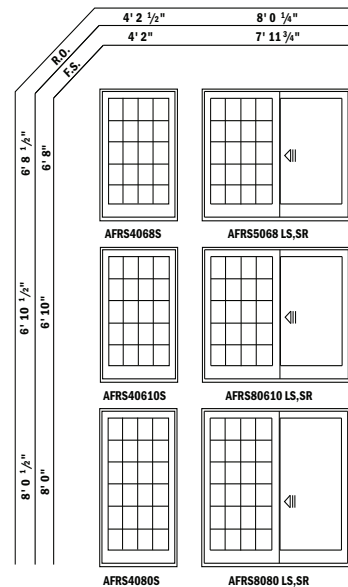 4' 2 ½" 8' 0 ¼"
R.O.
4' 2" 7' 11 ¾"
F.S.
6' 8 ½" 6' 8"
AFRS4068S AFRS5068 LS,SR
6' 10 ½" 6' 10"
AFRS40610S AFRS80610 LS,SR
8' 0 ½" 8' 0"
AFRS4080S AFRS8080 LS,SR